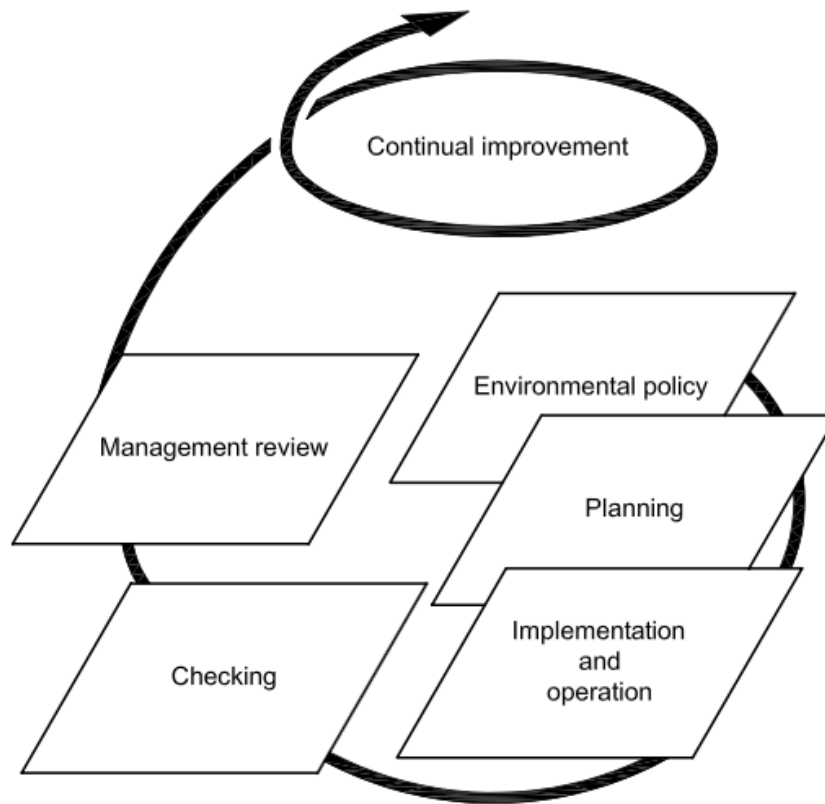 Continual improvement
Environmental policy
Management review
Planning
Implementation
and
operation
Checking